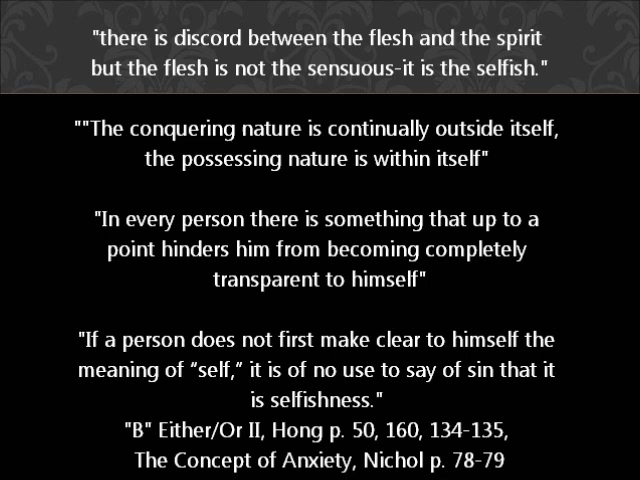 "there is discord between the flesh and the spirit
but the flesh is not the sensuous-it is the selfish."
""The conquering nature is continually outside itself,
the possessing nature is within itself"
"In every person there is something that up to a
point hinders him from becoming completely
transparent to himself"
"If a person does not first make clear to himself the
meaning of “self,” it is of no use to say of sin that it
is selfishness."
"B" Either/Or II, Hong p. 50, 160, 134-135,
The Concept of Anxiety, Nichol p. 78-79